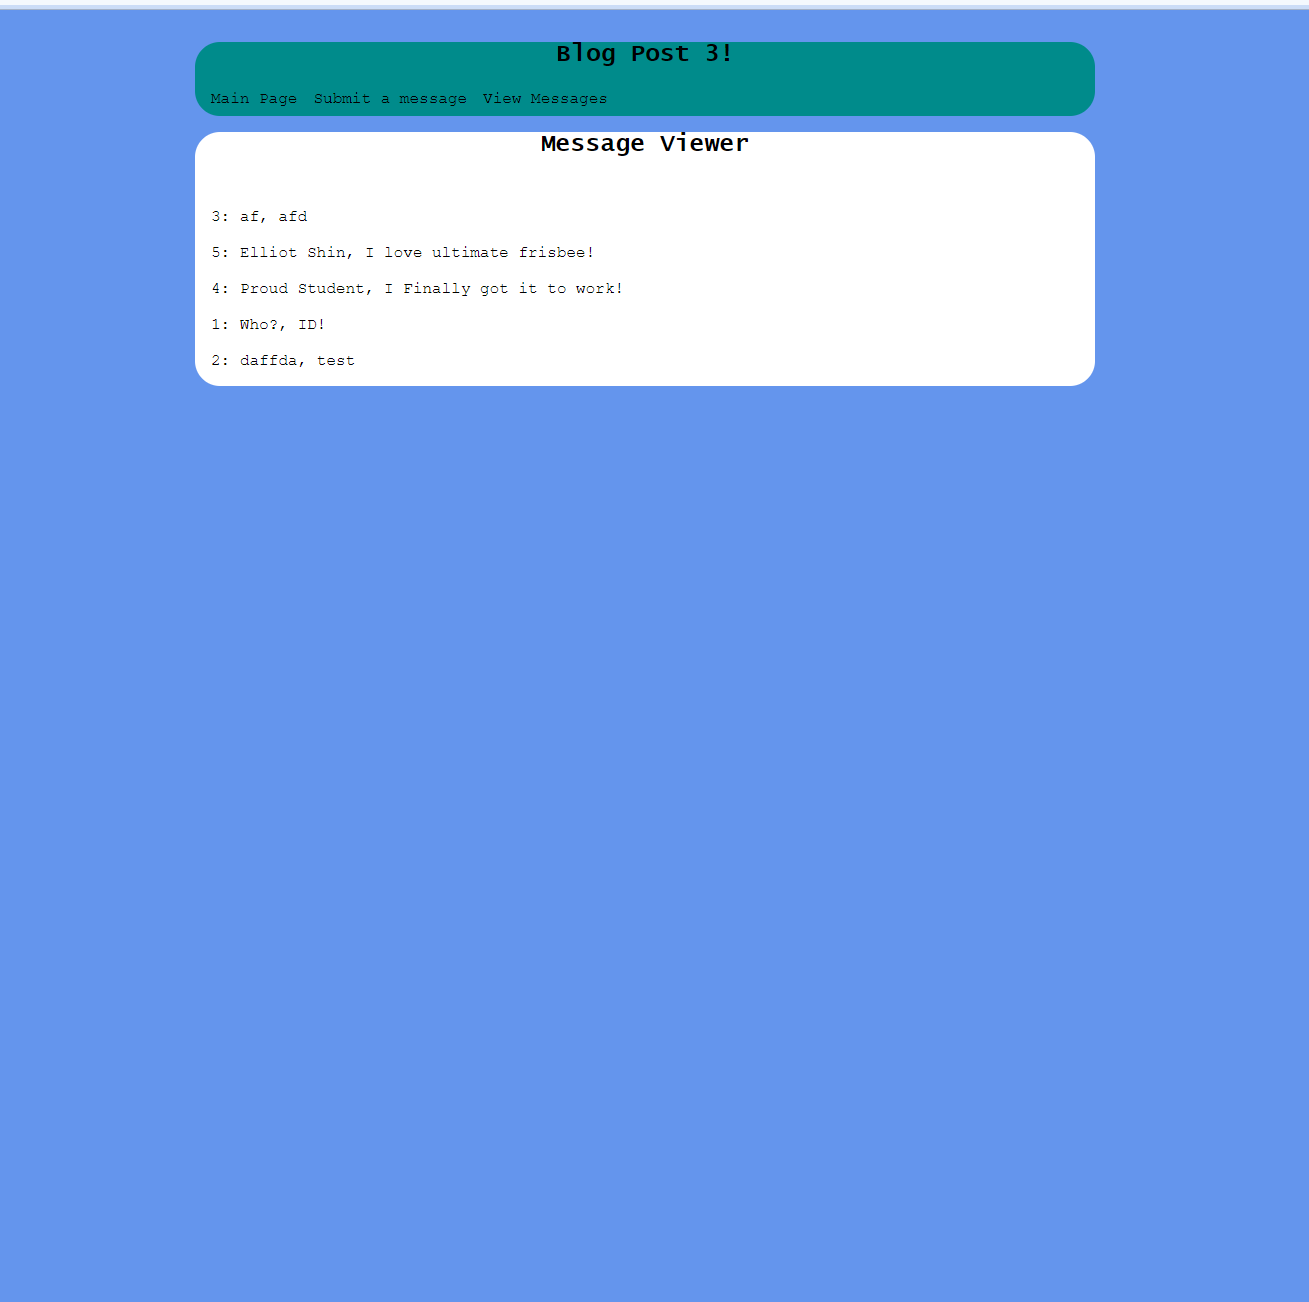 Blog Post 3!
Main Page Submit a message View Messages
Message Viewer
3: af, afd
5: Elliot Shin, I love ultimate frisbee!
4: Proud Student, I Finally got it to work!
1: Who?, ID!
2: daffda, test